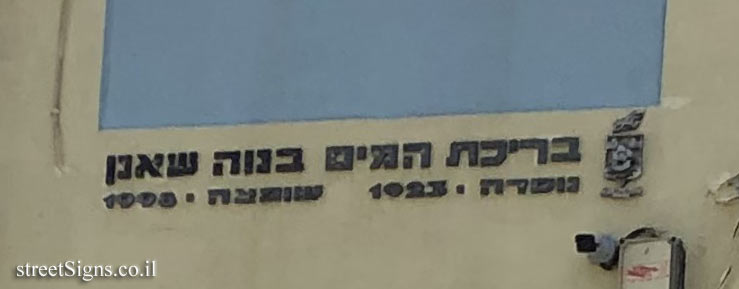 בריכת המים בנוה שאנן
נוסדה · 1923 שופצה · 1998
streetSigns.co.il